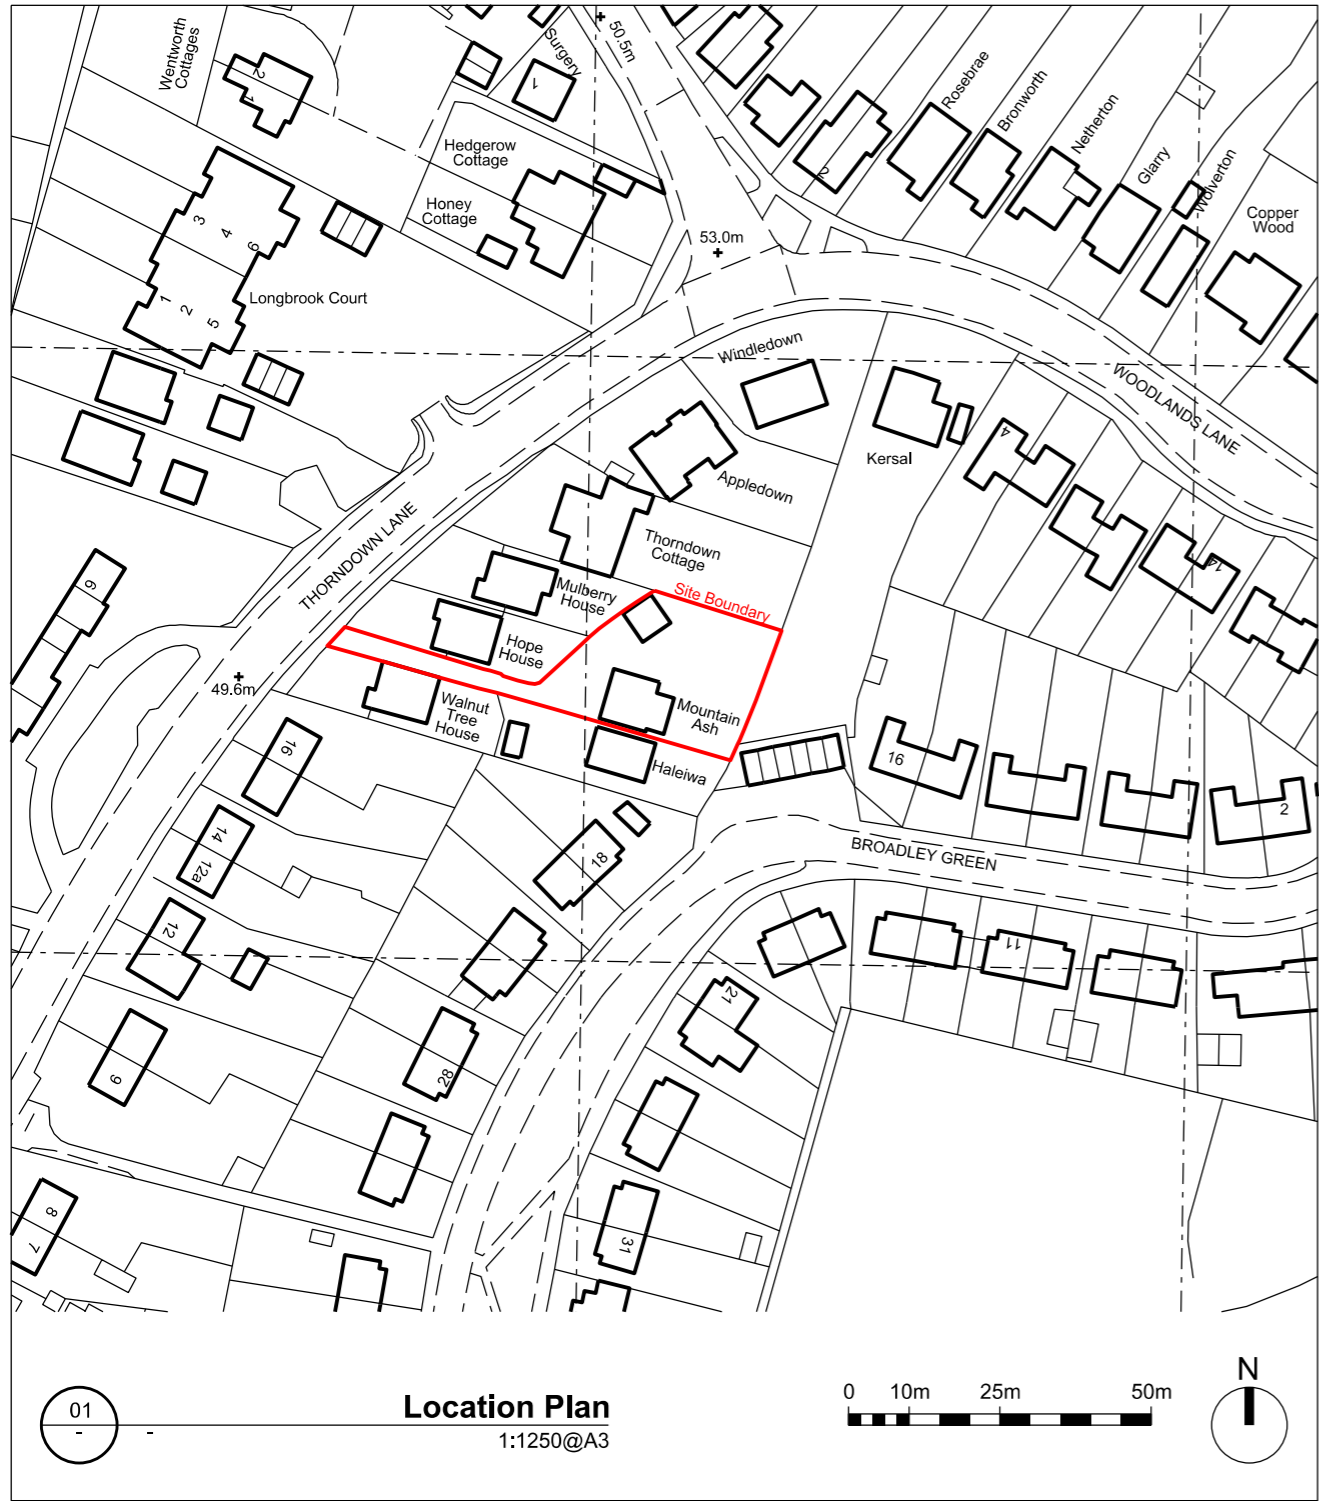 Wentworth
Cottages
2
1
Surgery
1
50.5m
Hedgerow
Cottage
Honey
Cottage
2
Rosebrae
Bronworth
Netherton
Glarry
Wolverton
Copper
Wood
3
4
6
1
2
5
Longbrook Court
53.0m
Windledown
WOODLANDS LANE
Kersal
4
14
Appledown
Thorndown
Cottage
THORNDOWN LANE
Mulberry
House
Site Boundary
Hope
House
9
49.6m
Walnut
Tree
House
Mountain
Ash
Haleiwa
16
16
2
14
12a
18
BROADLEY GREEN
12
11
21
9
28
8
7
31
01
-
-
Location Plan
1:1250@A3
0 10m 25m 50m
N